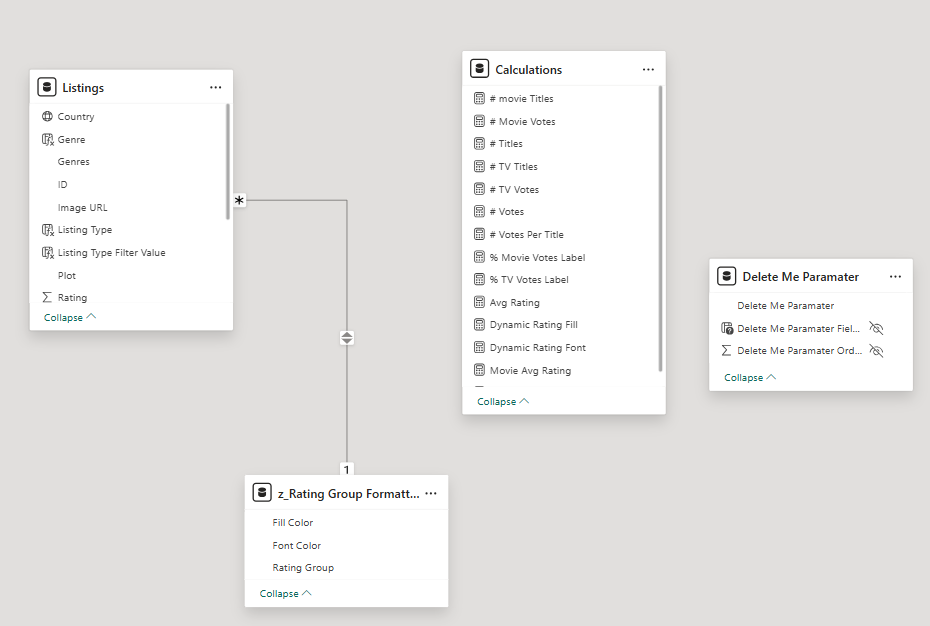 Listings
Country
Genre
Genres
ID
Image URL
Listing Type
Listing Type Filter Value
Plot
Rating
Collapse
*
1
z_Rating Group Formatt...
Fill Color
Font Color
Rating Group
Collapse
Calculations
# movie Titles
# Movie Votes
# Titles
# TV Titles
# TV Votes
# Votes
# Votes Per Title
% Movie Votes Label
% TV Votes Label
Avg Rating
Dynamic Rating Fill
Dynamic Rating Font
Movie Avg Rating
Collapse
Delete Me Paramater
Delete Me Paramater
Delete Me Paramater Fiel...
Delete Me Paramater Ord...
Collapse